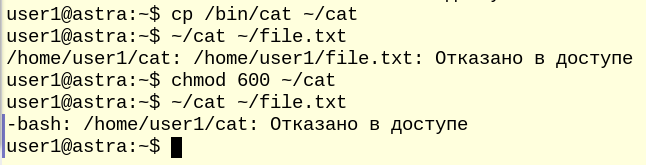 user1@astra:~$ cp /bin/cat ~/cat
user1@astra:~$ ~/cat ~/file.txt
/home/user1/cat: /home/user1/file.txt: Отказано в доступе
user1@astra:~$ chmod 600 ~/cat
user1@astra:~$ ~/cat ~/file.txt
-bash: /home/user1/cat: Отказано в доступе
user1@astra:~$